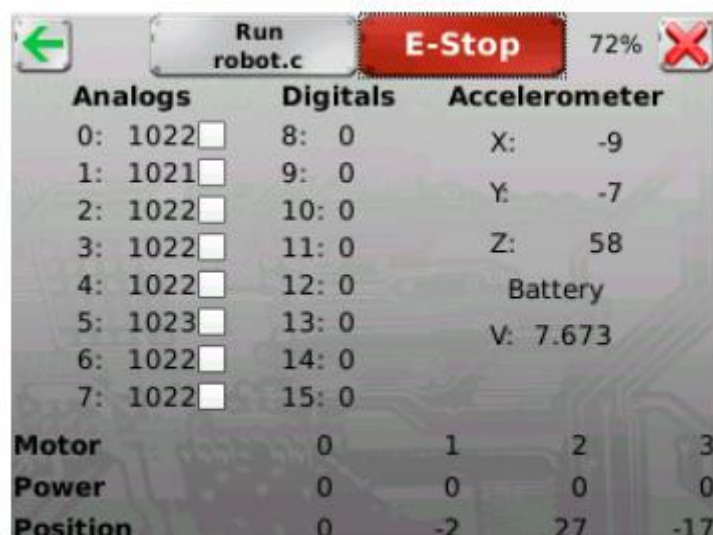 Run
robot.c
E-Stop
72%
Analogs Digitals Accelerometer
0: 1022 8: 0 X: -9
1: 1021 9: 0
2: 1022 10: 0 Y: -7
3: 1022 11: 0 Z: 58
4: 1022 12: 0 Battery
5: 1023 13: 0 V: 7.673
6: 1022 14: 0
7: 1022 15: 0
Motor 0 1 2 3
Power 0 0 0 0
Position 0 -2 27 -17